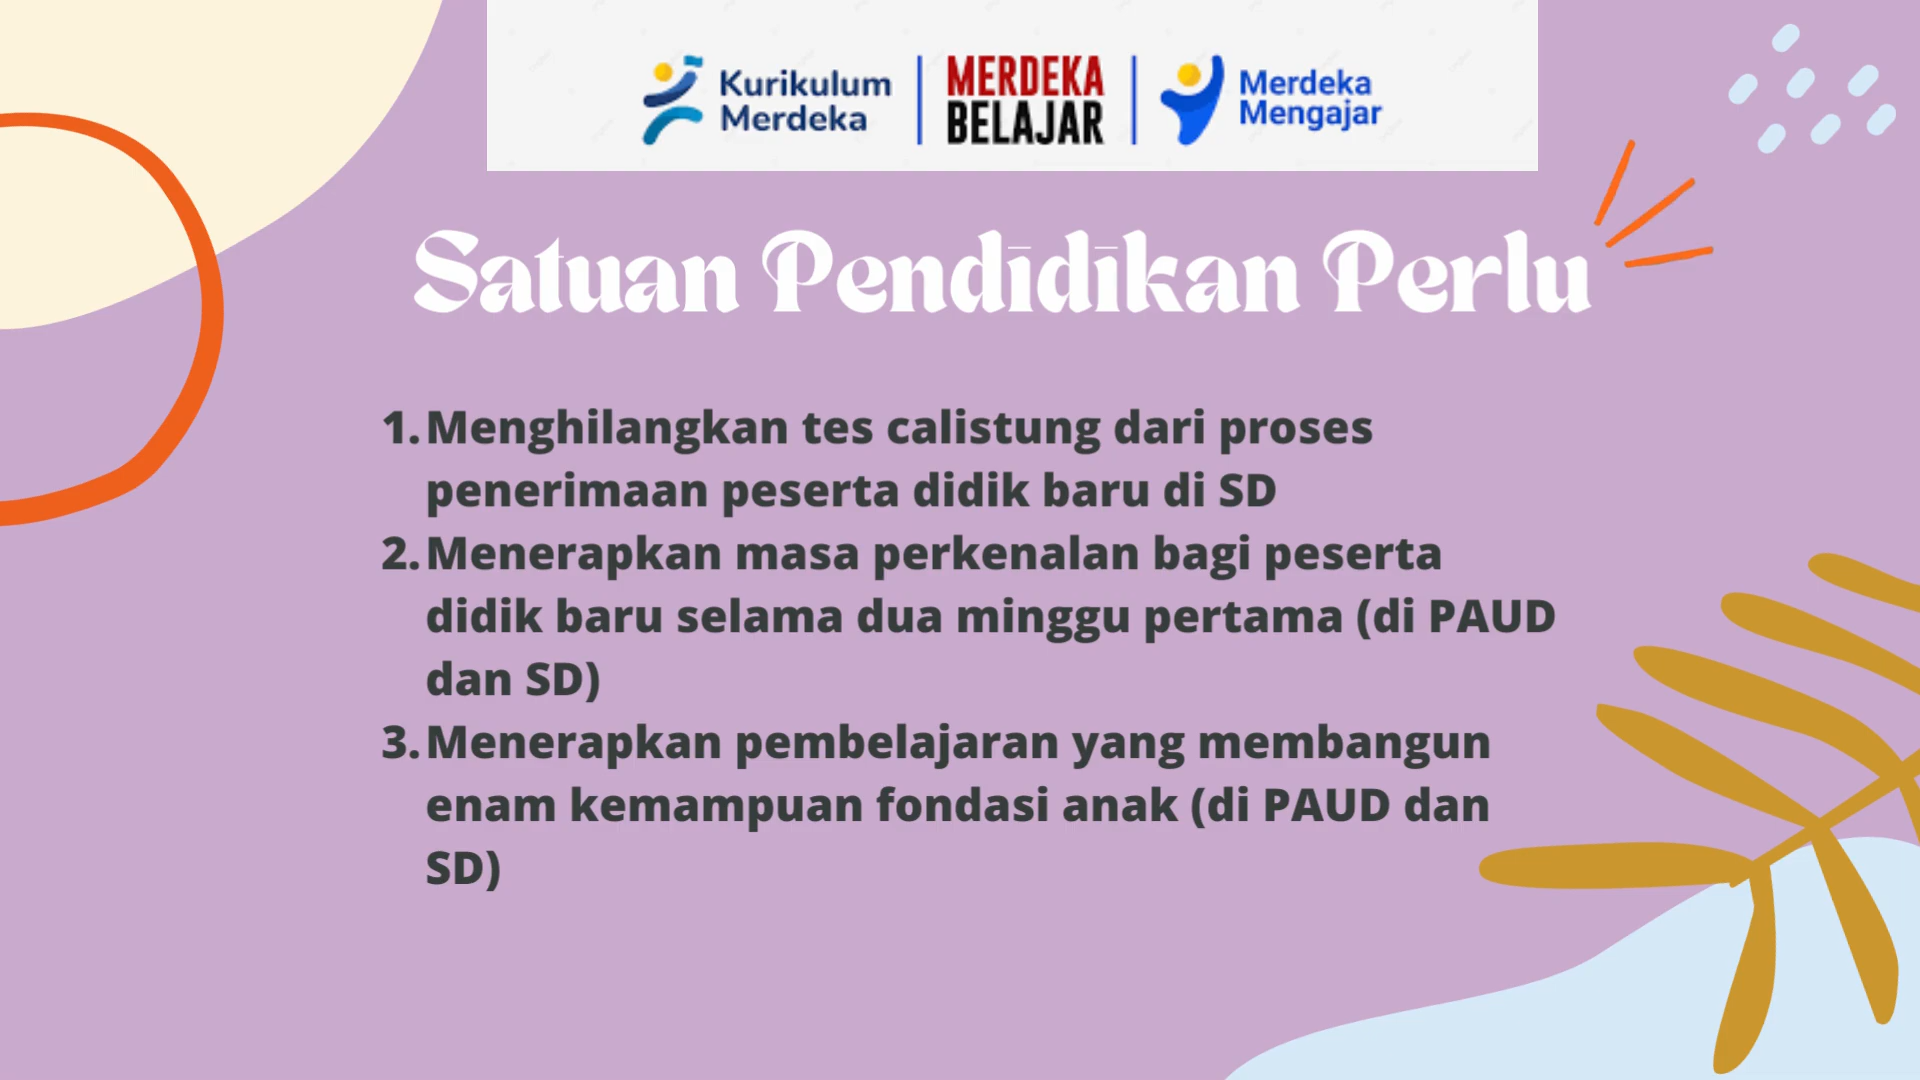 Kurikulum
Merdeka
MERDEKA
BELAJAR
Merdeka
Mengajar
Satuan Pendidikan Perlu
1. Menghilangkan tes calistung dari proses
penerimaan peserta didik baru di SD
2. Menerapkan masa perkenalan bagi peserta
didik baru selama dua minggu pertama (di PAUD
dan SD)
3. Menerapkan pembelajaran yang membangun
enam kemampuan fondasi anak (di PAUD dan
SD)